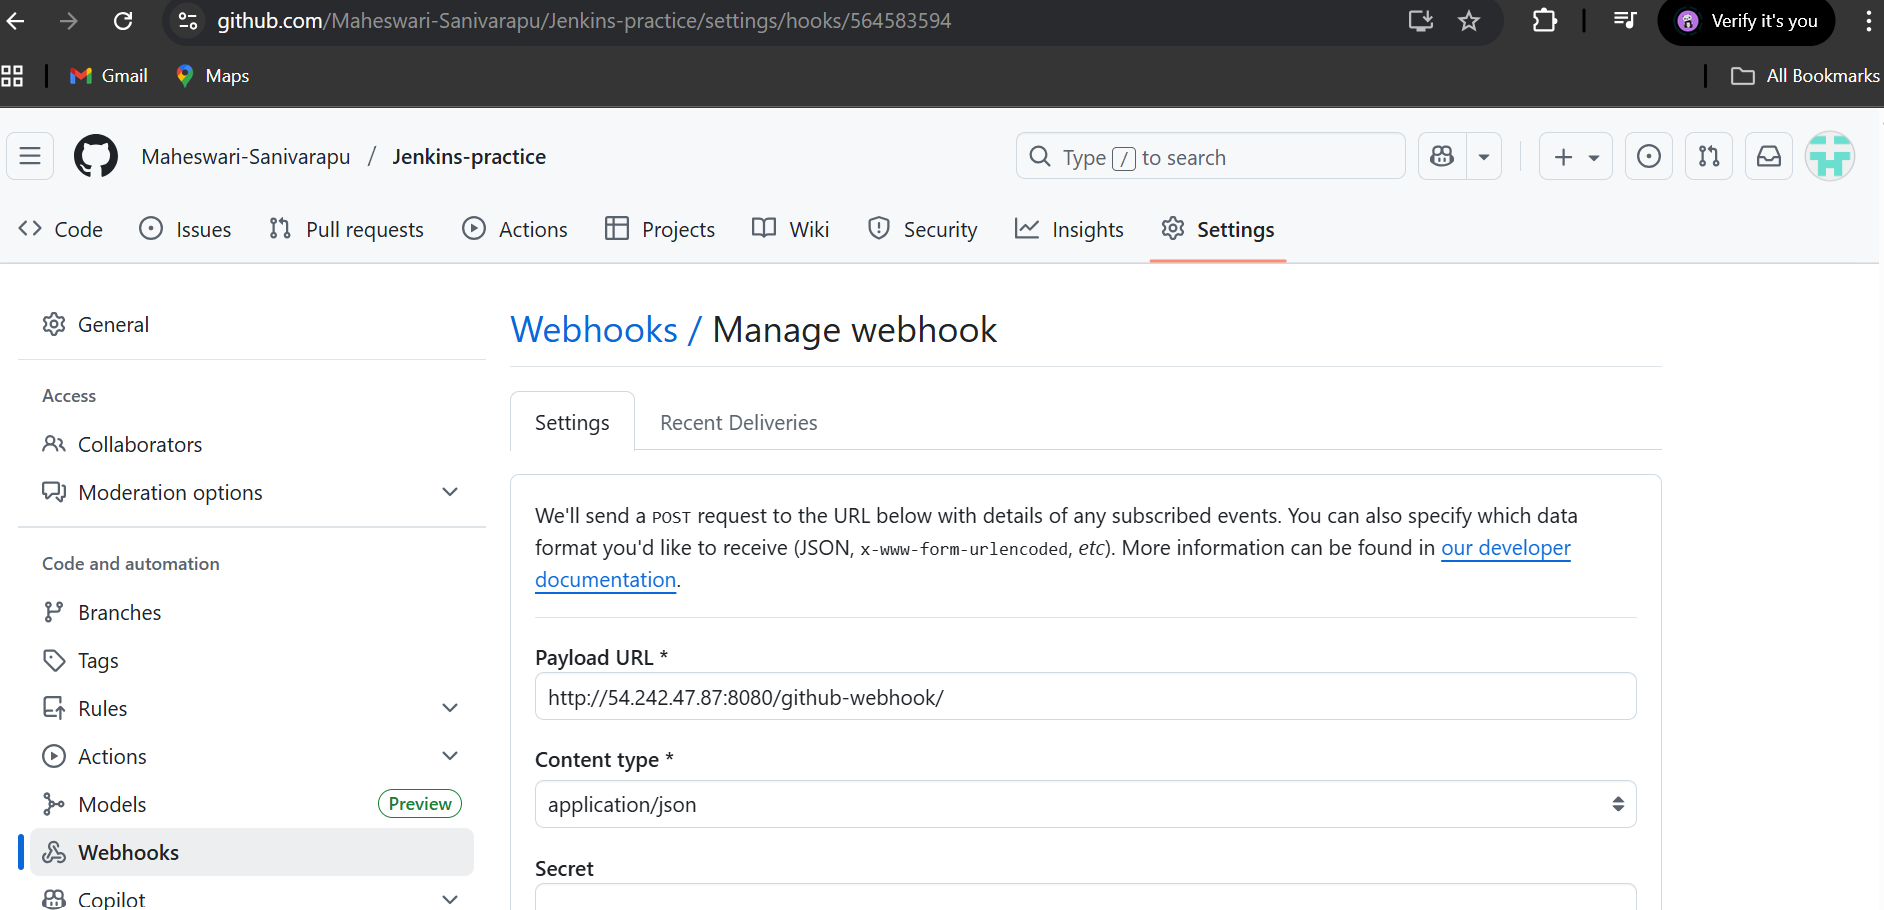 github.com/Maheswari-Sanivarapu/Jenkins-practice/settings/hooks/564583594
Verify it's you
Gmail
Maps
All Bookmarks
Maheswari-Sanivarapu / Jenkins-practice
Type / to search
Code
Issues
Pull requests
Actions
Projects
Wiki
Security
Insights
Settings
General
Access
Collaborators
Moderation options
Code and automation
Branches
Tags
Rules
Actions
Models
Preview
Webhooks
Copilot
Webhooks / Manage webhook
Settings
Recent Deliveries
We'll send a POST request to the URL below with details of any subscribed events. You can also specify which data
format you'd like to receive (JSON, x-www-form-urlencoded, etc). More information can be found in our developer
documentation.
Payload URL *
http://54.242.47.87:8080/github-webhook/
Content type *
application/json
Secret